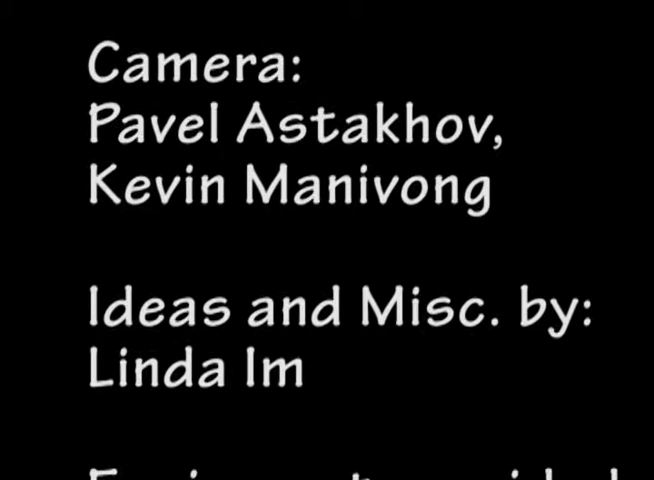 Camera:
Pavel Astakhov,
Kevin Manivong
Ideas and Misc. by:
Linda Im